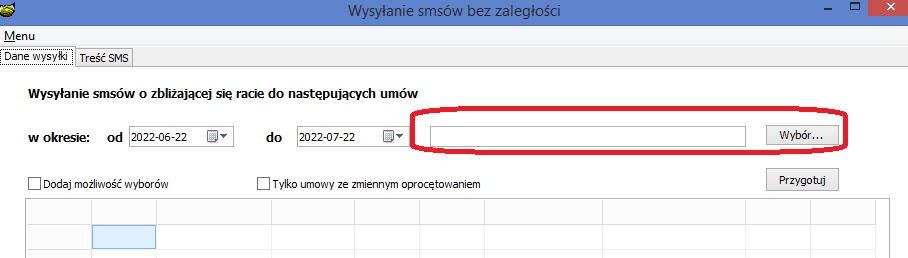 Wysyłanie smsów bez zaległości
Menu
Dane wysyłki Treść SMS
Wysyłanie smsów o zbliżającej się racie do następujących umów
w okresie: od 2022-06-22 do 2022-07-22 Wybór...
Dodaj możliwość wyborów Tylko umowy ze zmiennym oprocętowaniem Przygotuj